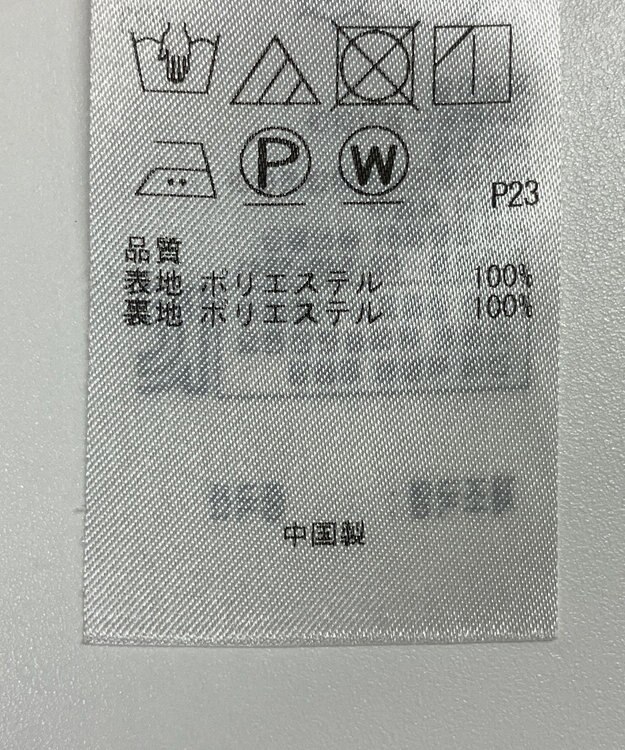 P W P23
品質
表地 ポリエステル 100%
裏地 ポリエステル 100%
中国製